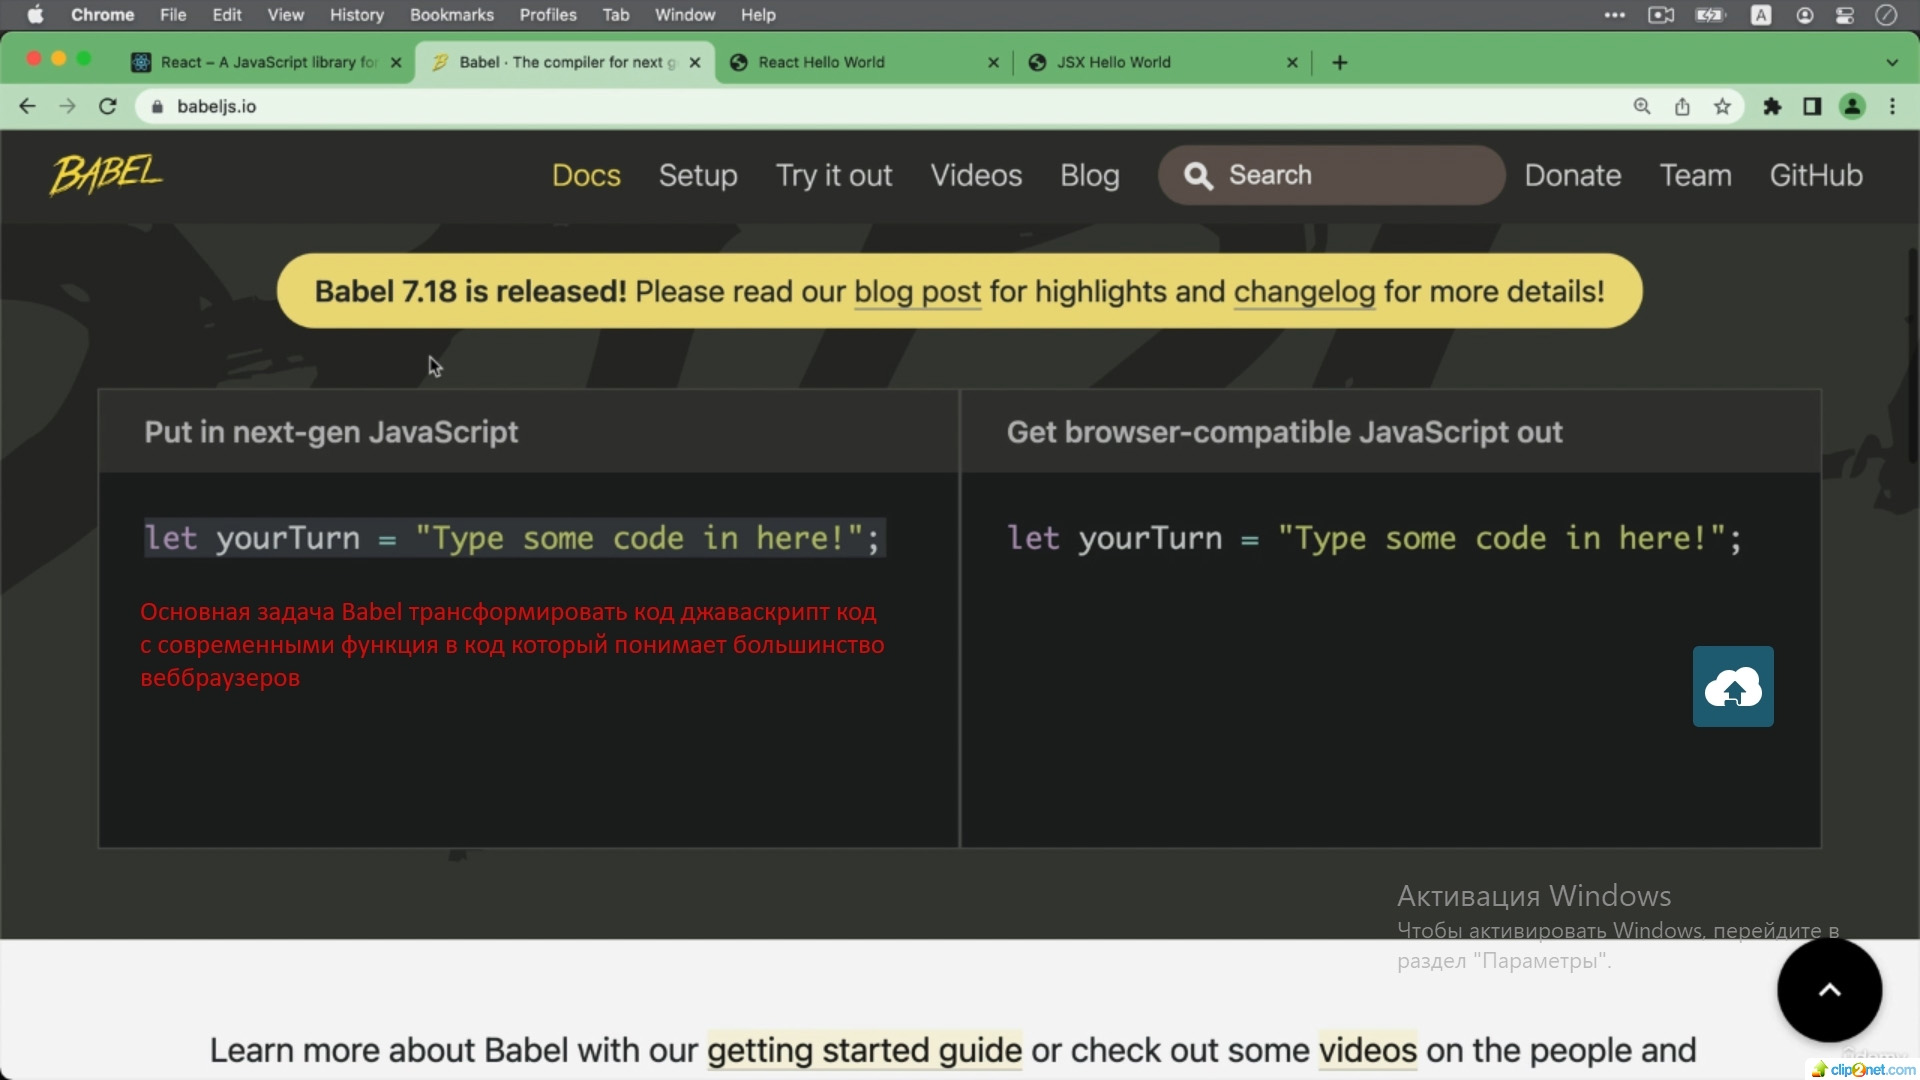 Chrome File Edit View History Bookmarks Profiles Tab Window Help A
React – A JavaScript library for Babel · The compiler for next g React Hello World JSX Hello World
babeljs.io
BABEL Docs Setup Try it out Videos Blog Search Donate Team GitHub
Babel 7.18 is released! Please read our blog post for highlights and changelog for more details!
Put in next-gen JavaScript
let yourTurn = "Type some code in here!";
Основная задача Babel трансформировать код джаваскрипт код
с современными функция в код который понимает большинство
веббраузеров
Get browser-compatible JavaScript out
let yourTurn = "Type some code in here!";
Активация Windows
Чтобы активировать Windows, перейдите в
раздел "Параметры".
Learn more about Babel with our getting started guide or check out some videos on the people and
clip2net.com